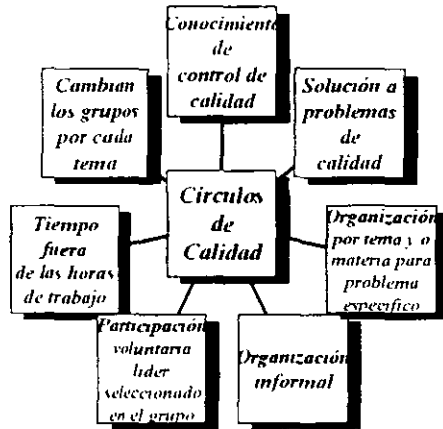 Conocimiento
de
control de
calidad
Solución a
problemas
de
calidad
Organización
por tema y o
materia para
problema
especifico
Organización
informal
Participación
voluntaria
lider
seleccionado
en el grupo
Tiempo
fuera
de las horas
de trabajo
Cambian
los grupos
por cada
tema
Círculos
de
Calidad